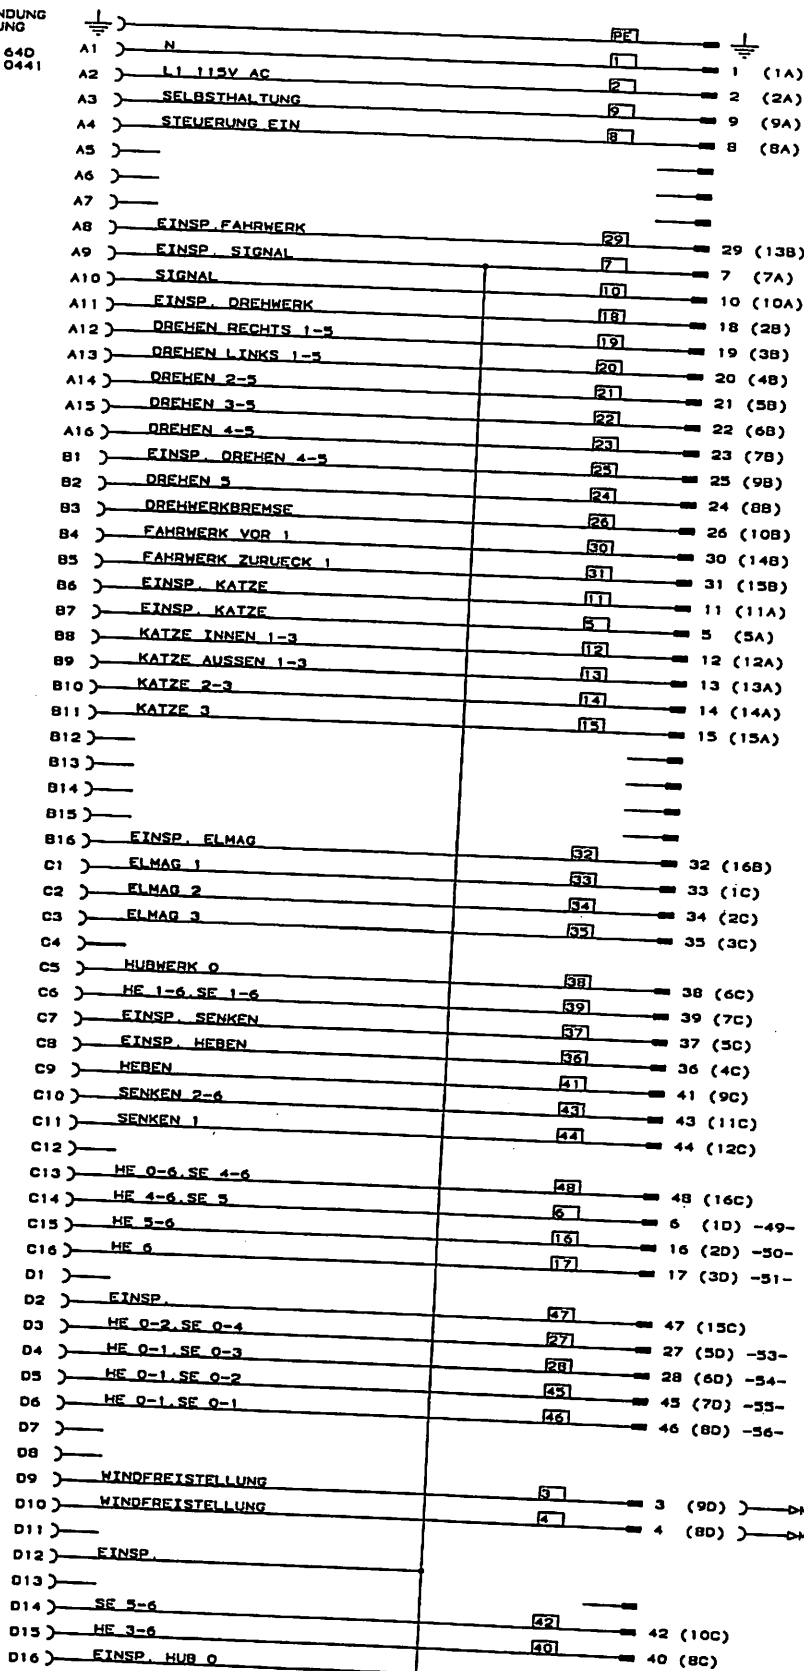 64D
0441
PE
A1 N 1 1 (1A)
A2 L1 115V AC 2 2 (2A)
A3 SELBSTHALTUNG 9 9 (9A)
A4 STEUERUNG EIN 8 8 (8A)
A5
A6
A7
A8 EINSP.FAHRWERK 29 29 (13B)
A9 EINSP. SIGNAL 7 7 (7A)
A10 SIGNAL 10 10 (10A)
A11 EINSP. DREHWERK 18 18 (2B)
A12 DREHEN RECHTS 1-5 19 19 (3B)
A13 DREHEN LINKS 1-5 20 20 (4B)
A14 DREHEN 2-5 21 21 (5B)
A15 DREHEN 3-5 22 22 (6B)
A16 DREHEN 4-5 23 23 (7B)
B1 EINSP. DREHEN 4-5 25 25 (9B)
B2 DREHEN 5 24 24 (8B)
B3 DREHWERKBREMSE 26 26 (10B)
B4 FAHRWERK VOR 1 30 30 (14B)
B5 FAHRWERK ZURUECK 1 31 31 (15B)
B6 EINSP. KATZE 11 11 (11A)
B7 EINSP. KATZE 5 5 (5A)
B8 KATZE INNEN 1-3 12 12 (12A)
B9 KATZE AUSSEN 1-3 13 13 (13A)
B10 KATZE 2-3 14 14 (14A)
B11 KATZE 3 15 15 (15A)
B12
B13
B14
B15
B16 EINSP. ELMAG 32 32 (16B)
C1 ELMAG 1 33 33 (1C)
C2 ELMAG 2 34 34 (2C)
C3 ELMAG 3 35 35 (3C)
C4
C5 HUBWERK 0 38 38 (6C)
C6 HE 1-6.SE 1-6 39 39 (7C)
C7 EINSP. SENKEN 37 37 (5C)
C8 EINSP. HEBEN 36 36 (4C)
C9 HEBEN 41 41 (9C)
C10 SENKEN 2-6 43 43 (11C)
C11 SENKEN 1 44 44 (12C)
C12
C13 HE 0-6.SE 4-6 48 48 (16C)
C14 HE 4-6.SE 5 6 6 (1D) -49-
C15 HE 5-6 16 16 (2D) -50-
C16 HE 6 17 17 (3D) -51-
D1
D2 EINSP. 47 47 (15C)
D3 HE 0-2.SE 0-4 27 27 (5D) -53-
D4 HE 0-1.SE 0-3 28 28 (6D) -54-
D5 HE 0-1.SE 0-2 45 45 (7D) -55-
D6 HE 0-1.SE 0-1 46 46 (8D) -56-
D7
D8
D9 WINDFREISTELLUNG 3 3 (9D)
D10 WINDFREISTELLUNG 4 4 (8D)
D11
D12 EINSP.
D13
D14 SE 5-6 42 42 (10C)
D15 HE 3-6 40 40 (8C)
D16 EINSP. HUB 0